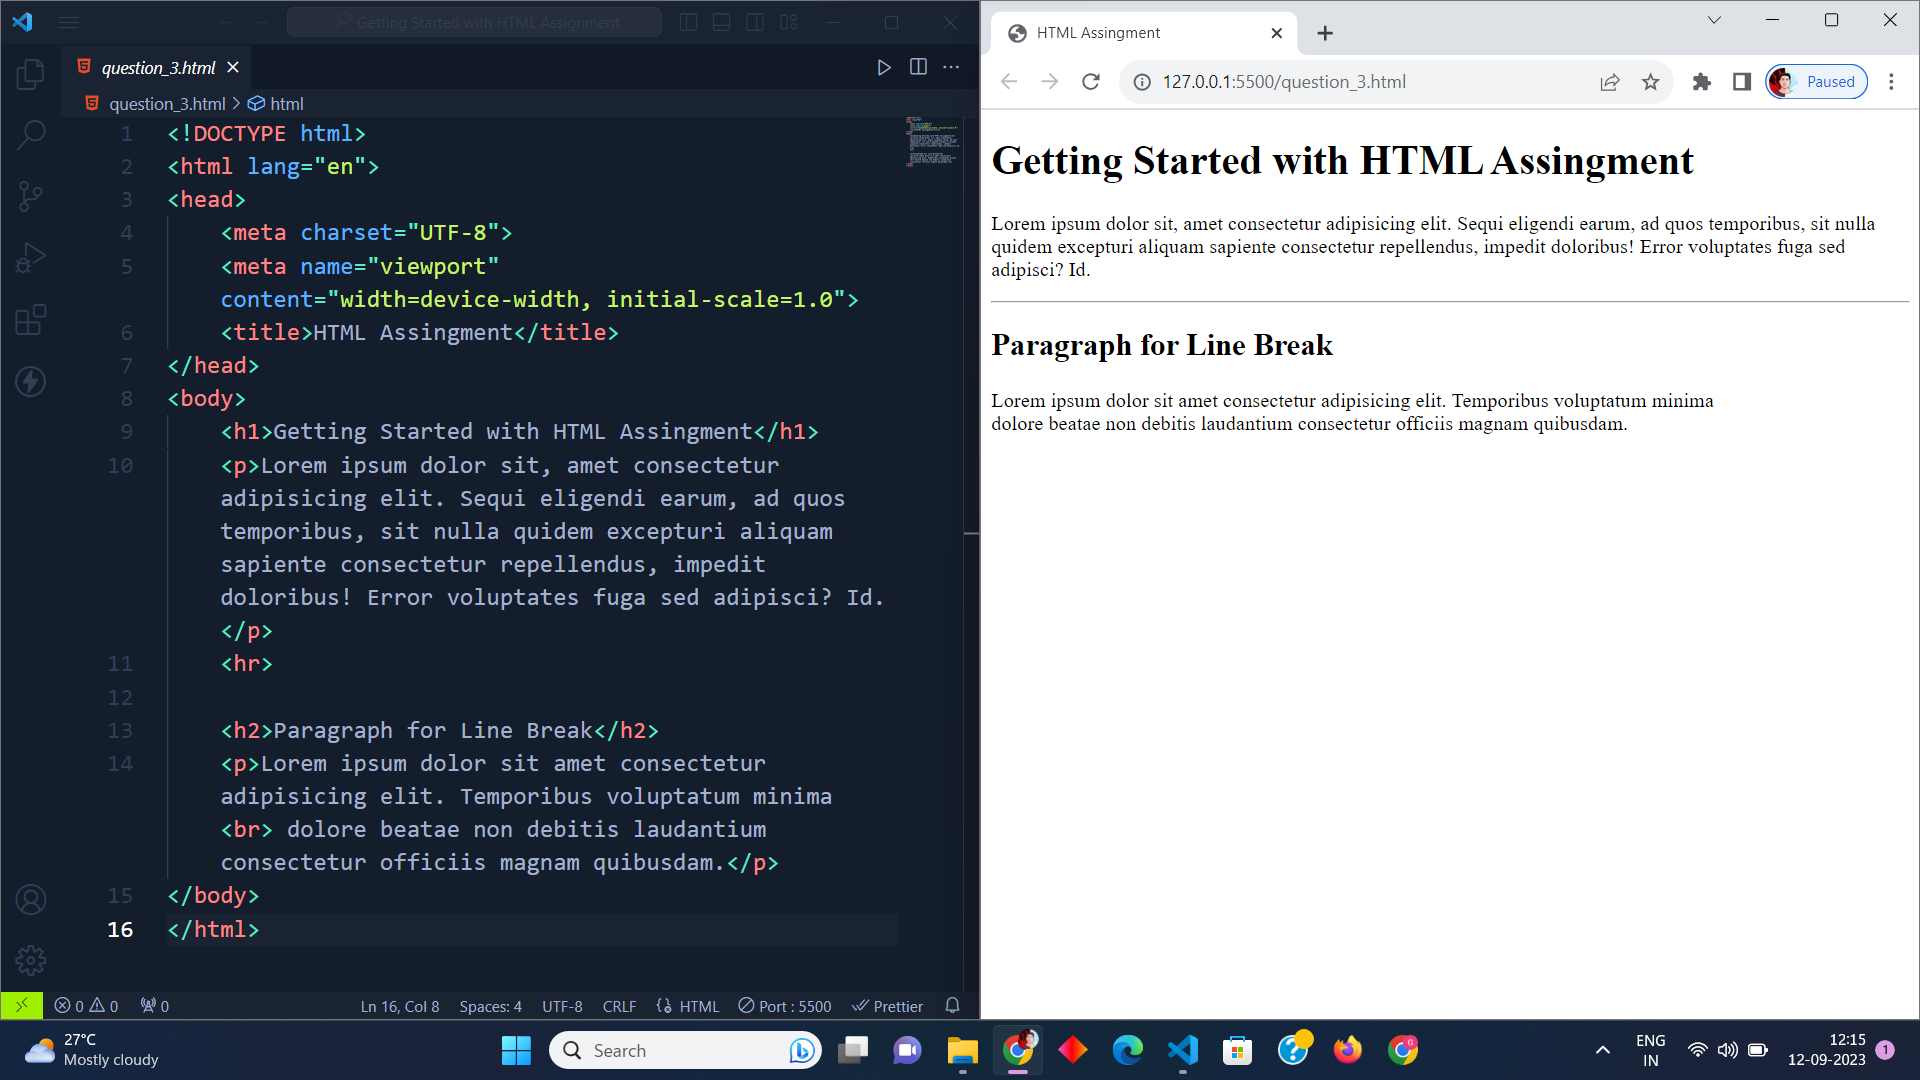 Getting Started with HTML Assignment
question_3.html
question_3.html > html
1 <!DOCTYPE html>
2 <html lang="en">
3 <head>
4 <meta charset="UTF-8">
5 <meta name="viewport"
content="width=device-width, initial-scale=1.0">
6 <title>HTML Assingment</title>
7 </head>
8 <body>
9 <h1>Getting Started with HTML Assingment</h1>
10 <p>Lorem ipsum dolor sit, amet consectetur
adipisicing elit. Sequi eligendi earum, ad quos
temporibus, sit nulla quidem excepturi aliquam
sapiente consectetur repellendus, impedit
doloribus! Error voluptates fuga sed adipisci? Id.
</p>
11 <hr>
12
13 <h2>Paragraph for Line Break</h2>
14 <p>Lorem ipsum dolor sit amet consectetur
adipisicing elit. Temporibus voluptatum minima
<br> dolore beatae non debitis laudantium
consectetur officiis magnam quibusdam.</p>
15 </body>
16 </html>
0 0 0 Ln 16, Col 8 Spaces: 4 UTF-8 CRLF HTML Port : 5500 Prettier
HTML Assingment
127.0.0.1:5500/question_3.html Paused
Getting Started with HTML Assingment
Lorem ipsum dolor sit, amet consectetur adipisicing elit. Sequi eligendi earum, ad quos temporibus, sit nulla
quidem excepturi aliquam sapiente consectetur repellendus, impedit doloribus! Error voluptates fuga sed
adipisci? Id.
Paragraph for Line Break
Lorem ipsum dolor sit amet consectetur adipisicing elit. Temporibus voluptatum minima
dolore beatae non debitis laudantium consectetur officiis magnam quibusdam.
27°C
Mostly cloudy
Search
G
ENG
IN
12:15
12-09-2023
1